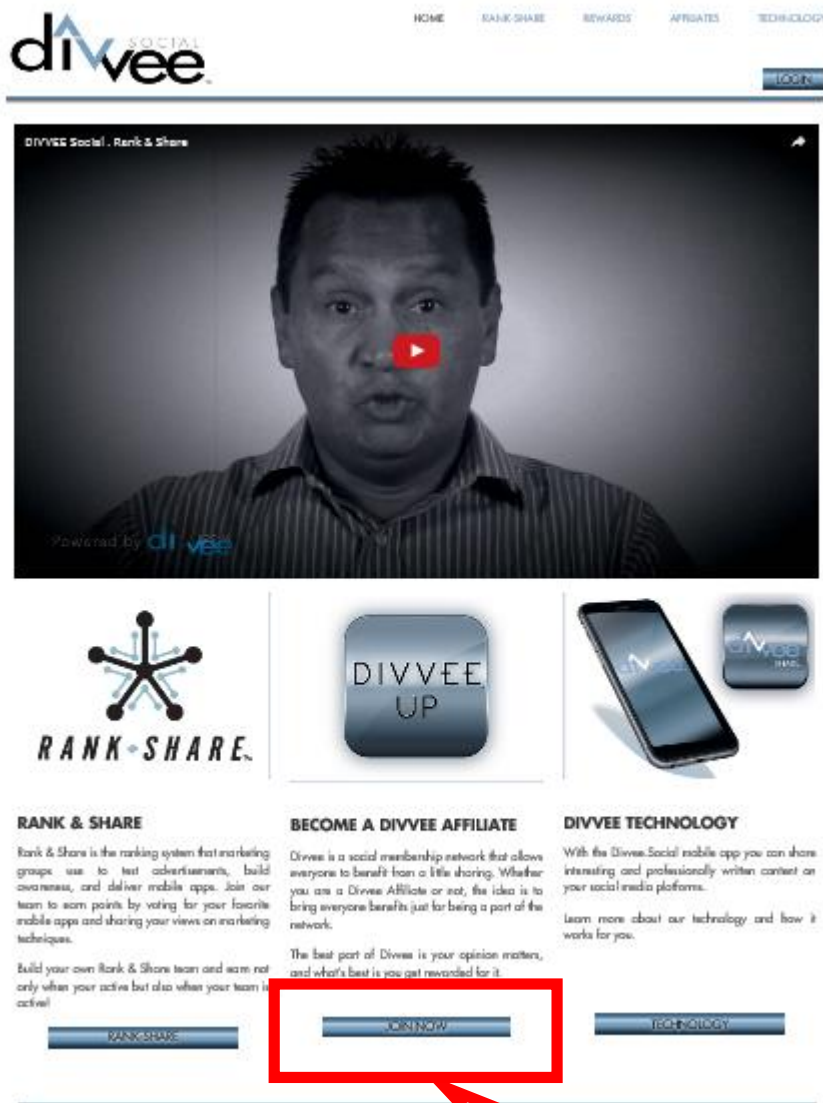 SOCIAL
divvee
HOME RANK-SHARE REWARDS AFFILIATES TECHNOLOGY
LOGIN
DIVVEE Social . Rank & Share
Powered by divvee
RANK-SHARE
DIVVEE
UP
divvee
divvee
SHARE
RANK & SHARE
Rank & Share is the ranking system that marketing
groups use to test advertisements, build
awareness, and deliver mobile apps. Join our
team to earn points by voting for your favorite
mobile apps and sharing your views on marketing
techniques.
Build your own Rank & Share team and earn not
only when your active but also when your team is
active!
RANK-SHARE
BECOME A DIVVEE AFFILIATE
Divvee is a social membership network that allows
everyone to benefit from a little sharing. Whether
you are a Divvee Affiliate or not, the idea is to
bring everyone benefits just for being a part of the
network.
The best part of Divvee is your opinion matters,
and what's best is you get rewarded for it.
JOIN NOW
DIVVEE TECHNOLOGY
With the Divvee.Social mobile app you can share
interesting and professionally written content on
your social media platforms.
Learn more about our technology and how it
works for you.
TECHNOLOGY